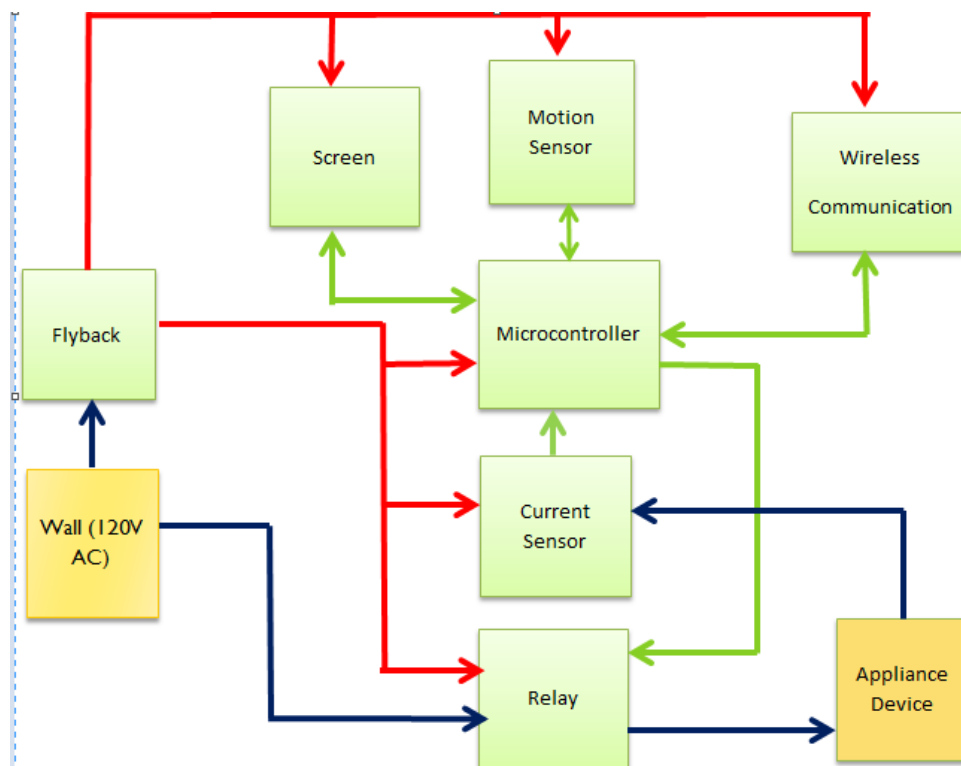 Screen
Motion
Sensor
Wireless
Communication
Flyback
Microcontroller
Wall (120V
AC)
Current
Sensor
Relay
Appliance
Device